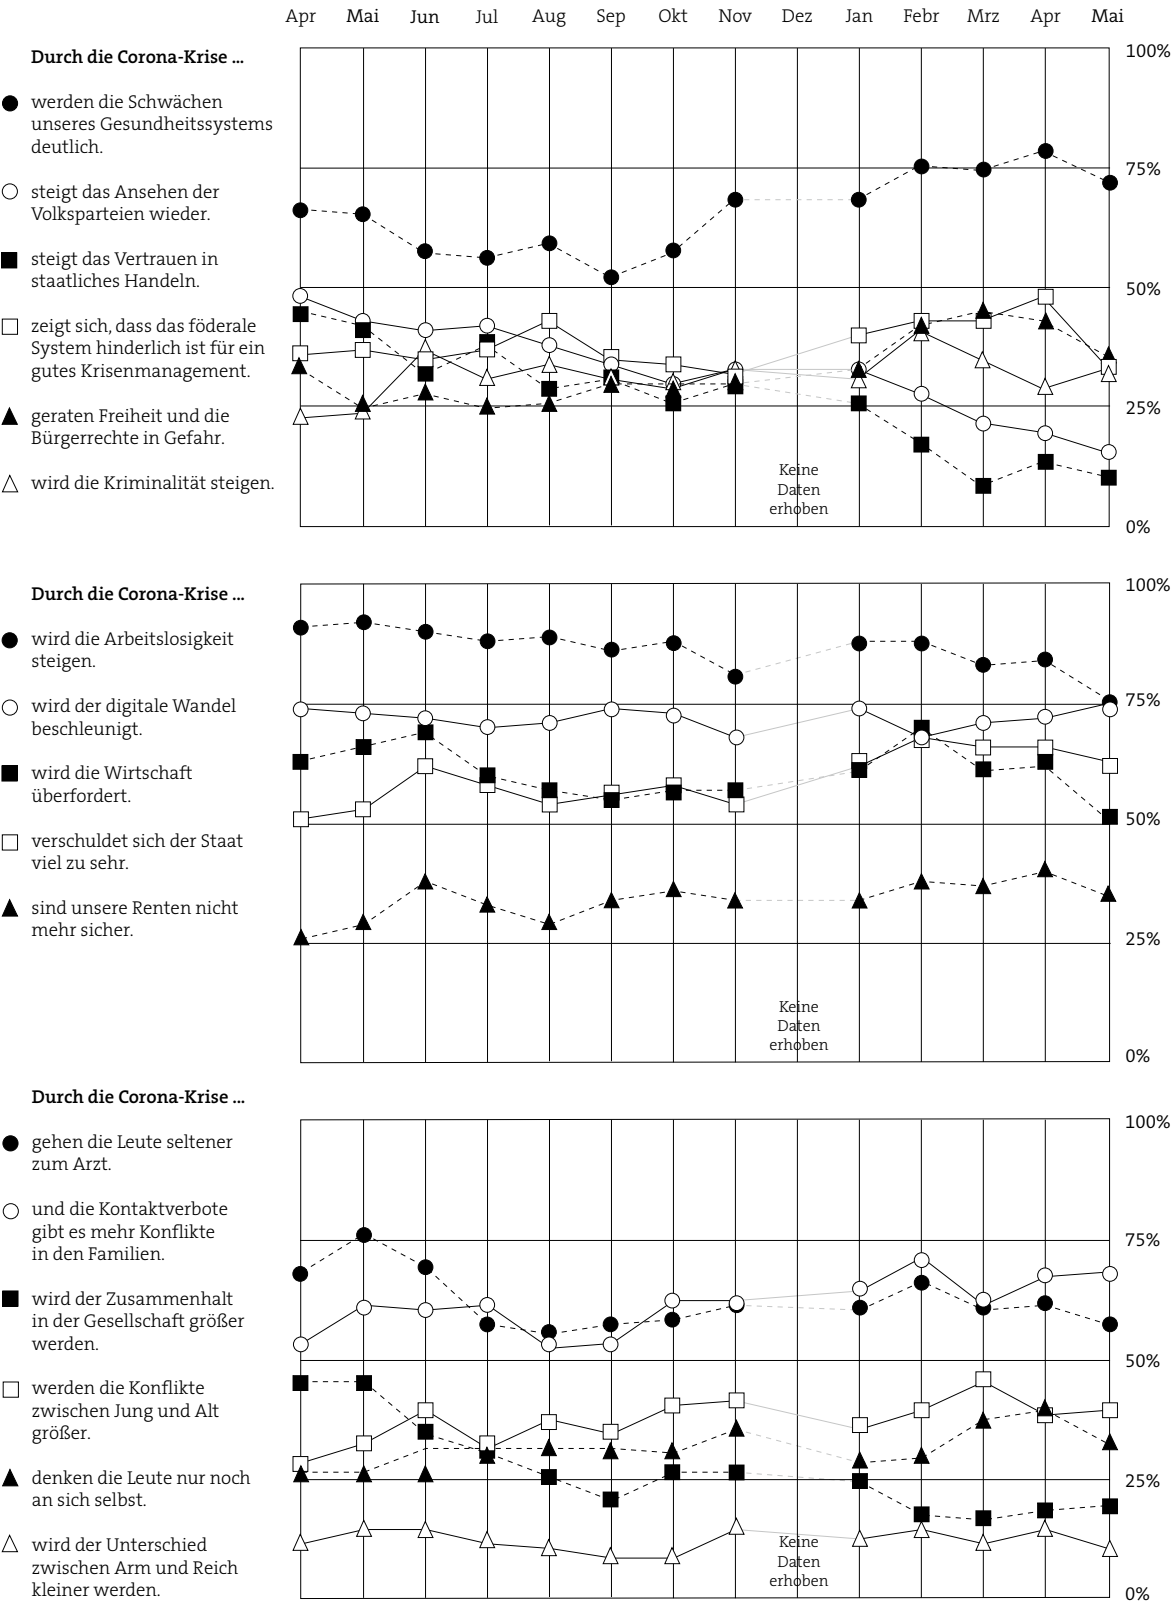 Apr Mai Jun Jul Aug Sep Okt Nov Dez Jan Febr Mrz Apr Mai
Durch die Corona-Krise ...
werden die Schwächen
unseres Gesundheitssystems
deutlich.
steigt das Ansehen der
Volksparteien wieder.
steigt das Vertrauen in
staatliches Handeln.
zeigt sich, dass das föderale
System hinderlich ist für ein
gutes Krisenmanagement.
geraten Freiheit und die
Bürgerrechte in Gefahr.
wird die Kriminalität steigen.
100%
75%
50%
25%
0%
Keine
Daten
erhoben
Durch die Corona-Krise ...
wird die Arbeitslosigkeit
steigen.
wird der digitale Wandel
beschleunigt.
wird die Wirtschaft
überfordert.
verschuldet sich der Staat
viel zu sehr.
sind unsere Renten nicht
mehr sicher.
100%
75%
50%
25%
0%
Keine
Daten
erhoben
Durch die Corona-Krise ...
gehen die Leute seltener
zum Arzt.
und die Kontaktverbote
gibt es mehr Konflikte
in den Familien.
wird der Zusammenhalt
in der Gesellschaft größer
werden.
werden die Konflikte
zwischen Jung und Alt
größer.
denken die Leute nur noch
an sich selbst.
wird der Unterschied
zwischen Arm und Reich
kleiner werden.
100%
75%
50%
25%
0%
Keine
Daten
erhoben